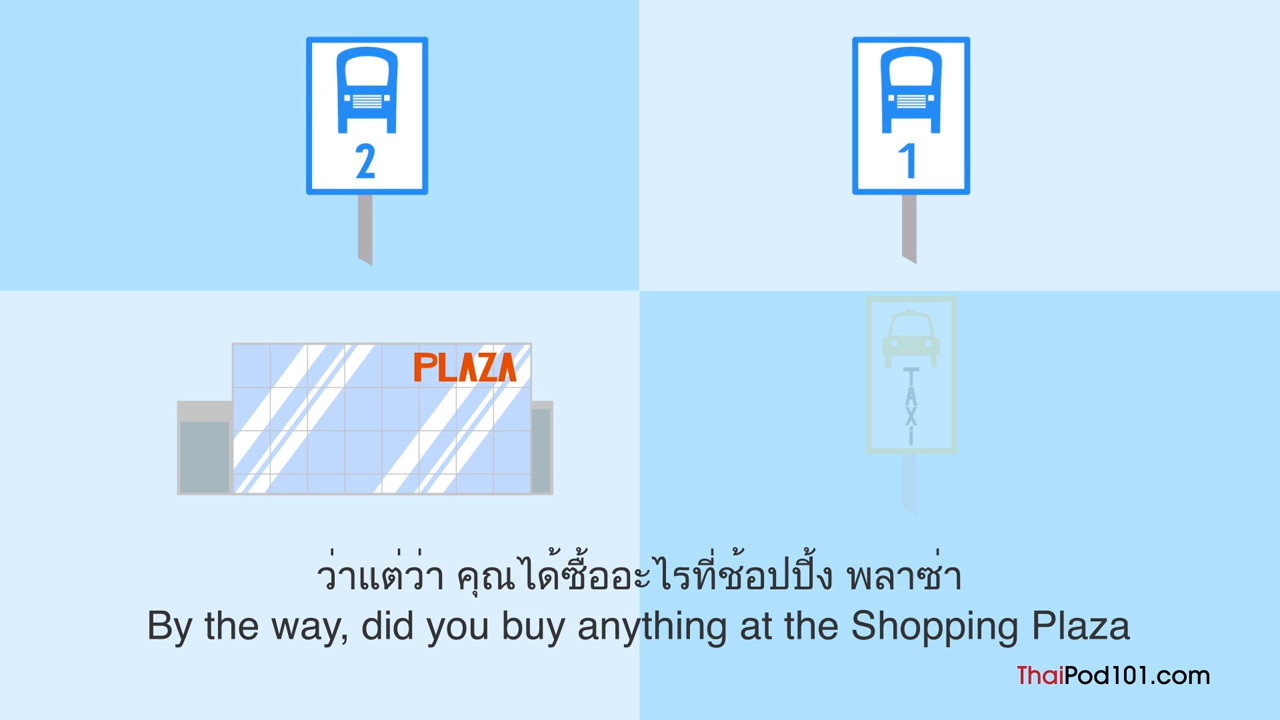 2
1
PLAZA
TAXI
ว่าแต่ว่า คุณได้ซื้ออะไรที่ช้อปปิ้ง พลาซ่า
By the way, did you buy anything at the Shopping Plaza
ThaiPod101.com